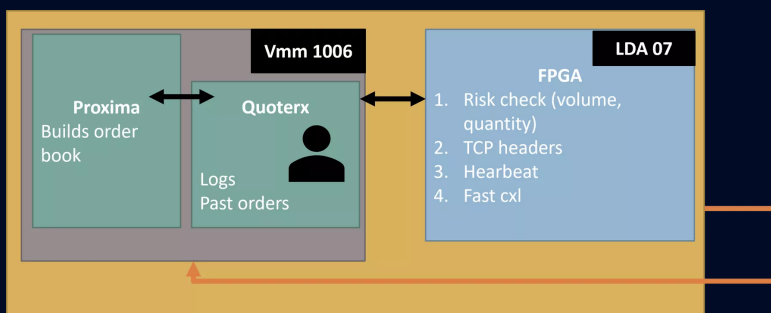 Vmm 1006
Proxima
Builds order
book
Quoterx
Logs
Past orders
LDA 07
FPGA
1. Risk check (volume,
quantity)
2. TCP headers
3. Hearbeat
4. Fast cxl